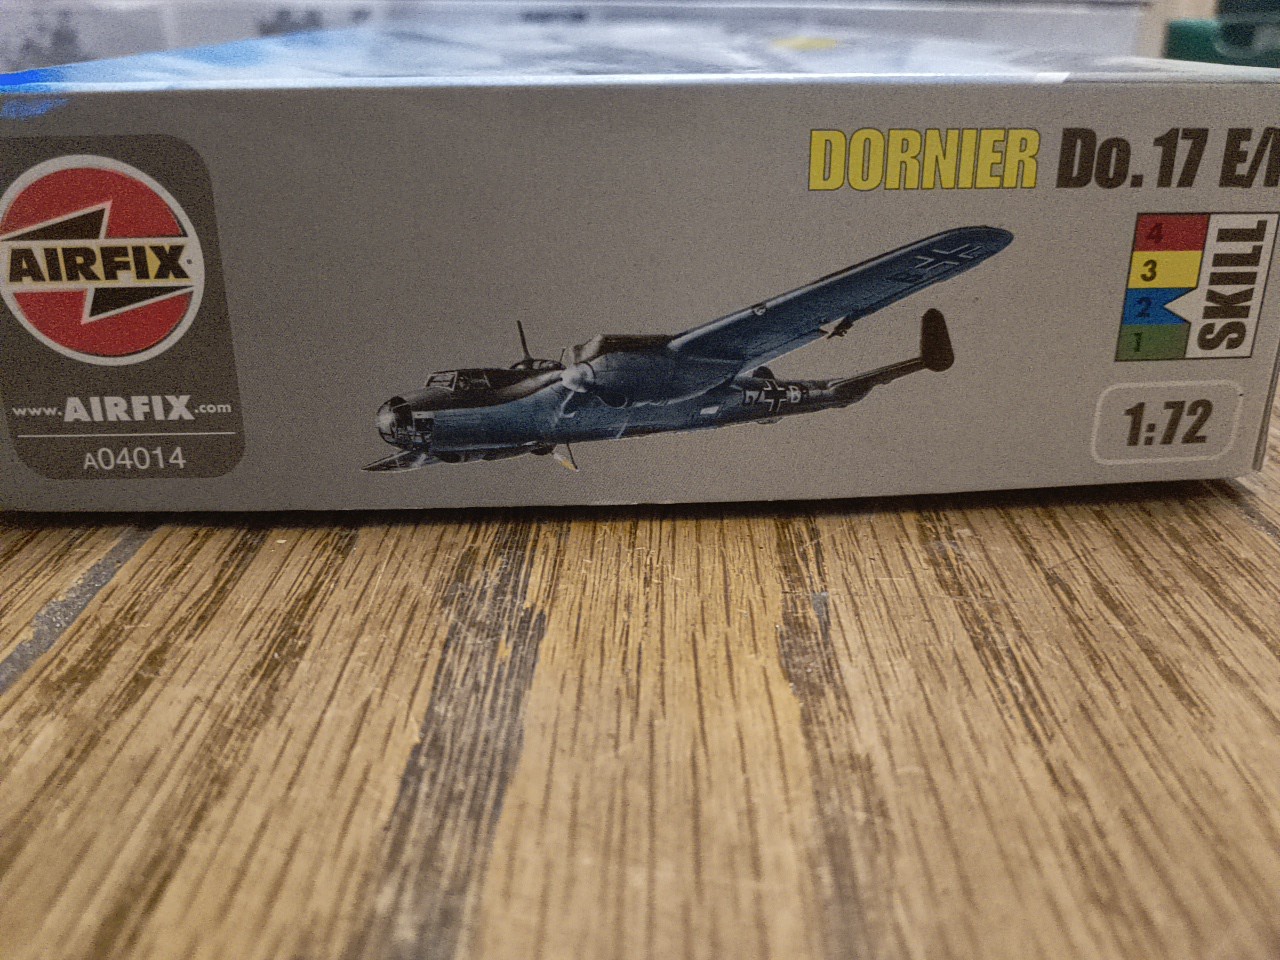 AIRFIX
www.AIRFIX.com
A04014
DORNIER Do.17 E/
4
3
2
1
SKILL
1:72